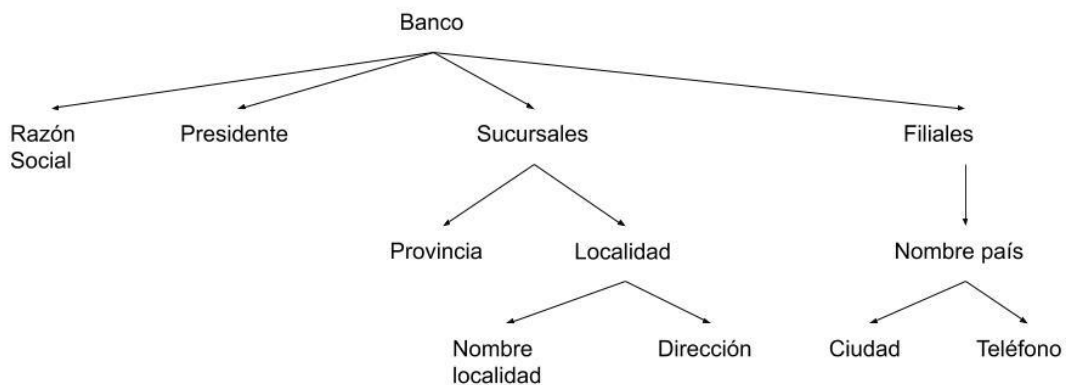 Banco
Razón
Social
Presidente
Sucursales
Filiales
Provincia
Localidad
Nombre país
Nombre
localidad
Dirección
Ciudad
Teléfono